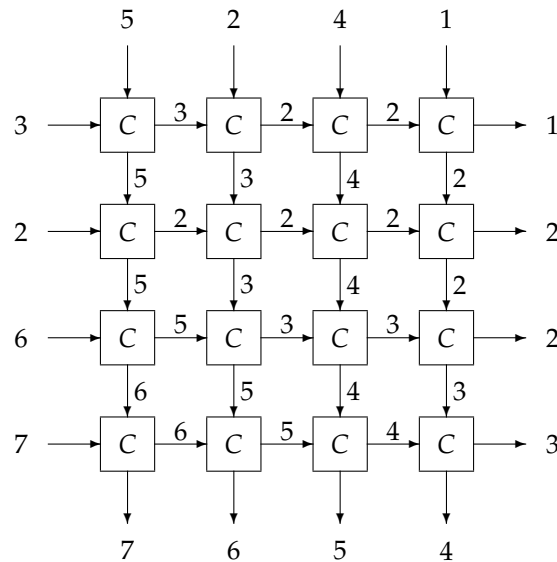 5 2 4 1
3 C 3 C 2 C 2 C 1
5 3 4 2
2 C 2 C 2 C 2 C 2
5 3 4 2
6 C 5 C 3 C 3 C 2
6 5 4 3
7 C 6 C 5 C 4 C 3
7 6 5 4